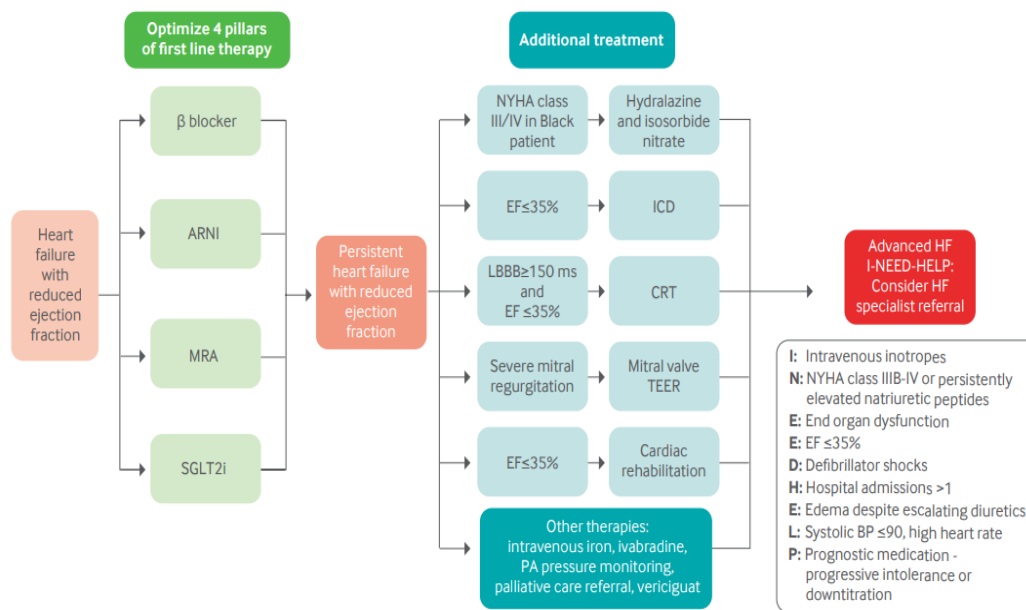 Optimize 4 pillars
of first line therapy
Additional treatment
Heart
failure
with
reduced
ejection
fraction
β blocker
ARNI
MRA
SGLT2i
Persistent
heart failure
with reduced
ejection
fraction
NYHA class
III/IV in Black
patient
Hydralazine
and isosorbide
nitrate
EF≤35%
ICD
LBBB≥150 ms
and
EF ≤35%
CRT
Severe mitral
regurgitation
Mitral valve
TEER
EF≤35%
Cardiac
rehabilitation
Other therapies:
intravenous iron, ivabradine,
PA pressure monitoring,
palliative care referral, vericiguat
Advanced HF
I-NEED-HELP:
Consider HF
specialist referral
I: Intravenous inotropes
N: NYHA class IIIB-IV or persistently
elevated natriuretic peptides
E: End organ dysfunction
E: EF ≤35%
D: Defibrillator shocks
H: Hospital admissions >1
E: Edema despite escalating diuretics
L: Systolic BP ≤90, high heart rate
P: Prognostic medication -
progressive intolerance or
downtitration